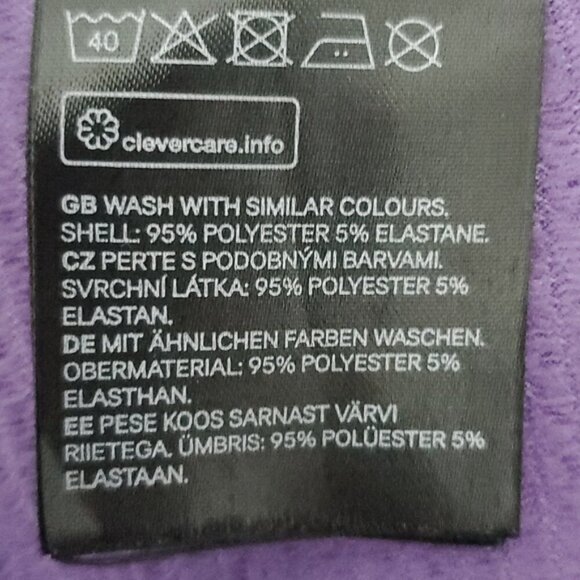 40
clevercare.info
GB WASH WITH SIMILAR COLOURS.
SHELL: 95% POLYESTER 5% ELASTANE.
CZ PERTE S PODOBNÝMI BARVAMI.
SVRCHNÍ LÁTKA: 95% POLYESTER 5%
ELASTAN.
DE MIT ÄHNLICHEN FARBEN WASCHEN.
OBERMATERIAL: 95% POLYESTER 5%
ELASTHAN.
EE PESE KOOS SARNAST VÄRVI
RIIETEGA. ÜMBRIS: 95% POLÜESTER 5%
ELASTAAN.